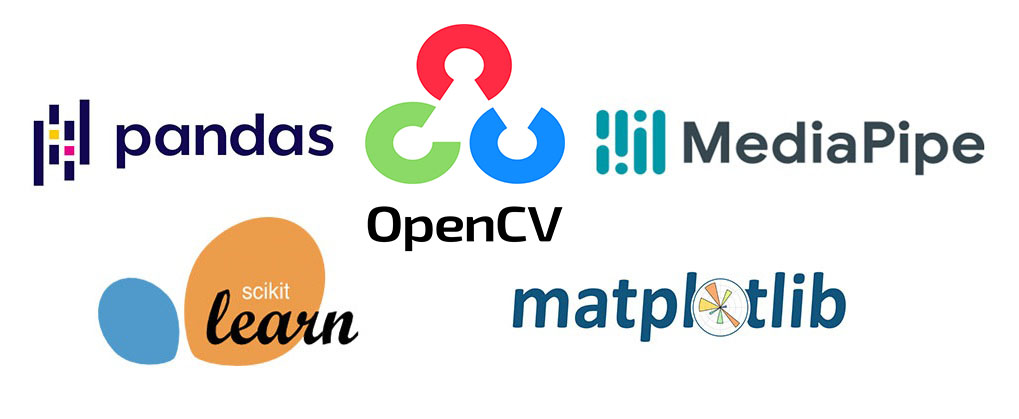 pandas
OpenCV
MediaPipe
scikit
learn
matplotlib